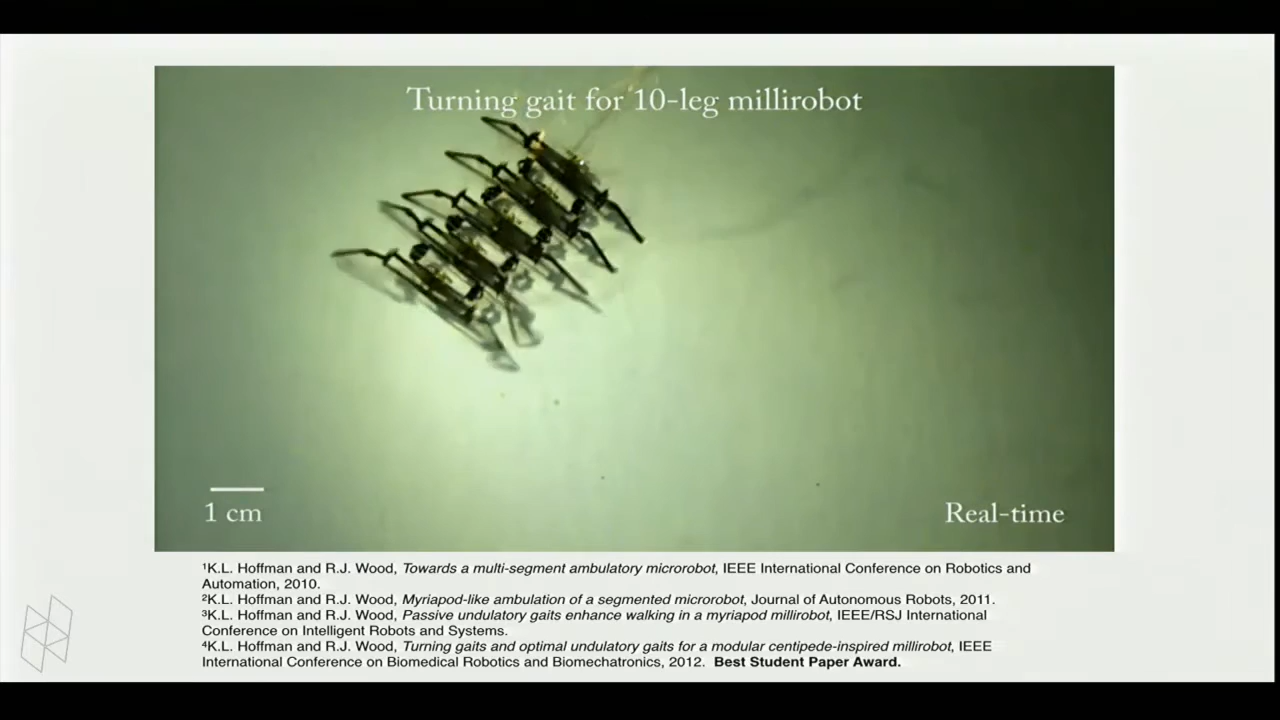 Turning gait for 10-leg millirobot
1 cm
Real-time
¹K.L. Hoffman and R.J. Wood, Towards a multi-segment ambulatory microrobot, IEEE International Conference on Robotics and
Automation, 2010.
²K.L. Hoffman and R.J. Wood, Myriapod-like ambulation of a segmented microrobot, Journal of Autonomous Robots, 2011.
³K.L. Hoffman and R.J. Wood, Passive undulatory gaits enhance walking in a myriapod millirobot, IEEE/RSJ International
Conference on Intelligent Robots and Systems.
⁴K.L. Hoffman and R.J. Wood, Turning gaits and optimal undulatory gaits for a modular centipede-inspired millirobot, IEEE
International Conference on Biomedical Robotics and Biomechatronics, 2012. Best Student Paper Award.